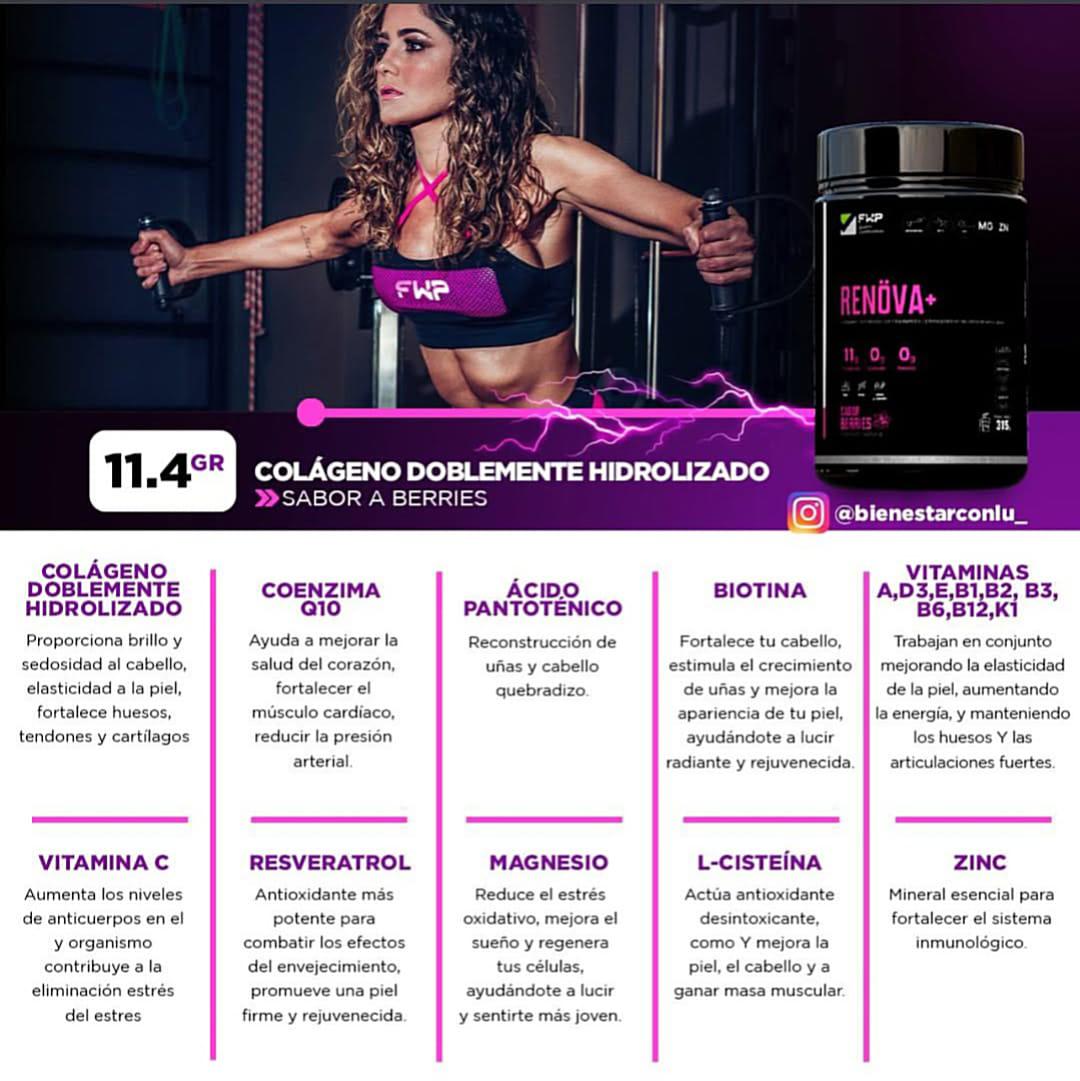 FWP
FWP
MG ZN
RENÖVA+
11g 0g 0g
SABOR
BERRIES
315g
11.4GR
COLÁGENO DOBLEMENTE HIDROLIZADO
SABOR A BERRIES
@bienestarconlu_
COLÁGENO
DOBLEMENTE
HIDROLIZADO
Proporciona brillo y
sedosidad al cabello,
elasticidad a la piel,
fortalece huesos,
tendones y cartílagos
COENZIMA
Q10
Ayuda a mejorar la
salud del corazón,
fortalecer el
músculo cardíaco,
reducir la presión
arterial.
ÁCIDO
PANTOTÉNICO
Reconstrucción de
uñas y cabello
quebradizo.
BIOTINA
Fortalece tu cabello,
estimula el crecimiento
de uñas y mejora la
apariencia de tu piel,
ayudándote a lucir
radiante y rejuvenecida.
VITAMINAS
A,D3,E,B1,B2, B3,
B6,B12,K1
Trabajan en conjunto
mejorando la elasticidad
de la piel, aumentando
la energía, y manteniendo
los huesos Y las
articulaciones fuertes.
VITAMINA C
Aumenta los niveles
de anticuerpos en el
y organismo
contribuye a la
eliminación estrés
del estres
RESVERATROL
Antioxidante más
potente para
combatir los efectos
del envejecimiento,
promueve una piel
firme y rejuvenecida.
MAGNESIO
Reduce el estrés
oxidativo, mejora el
sueño y regenera
tus células,
ayudándote a lucir
y sentirte más joven.
L-CISTEÍNA
Actúa antioxidante
desintoxicante,
como Y mejora la
piel, el cabello y a
ganar masa muscular.
ZINC
Mineral esencial para
fortalecer el sistema
inmunológico.